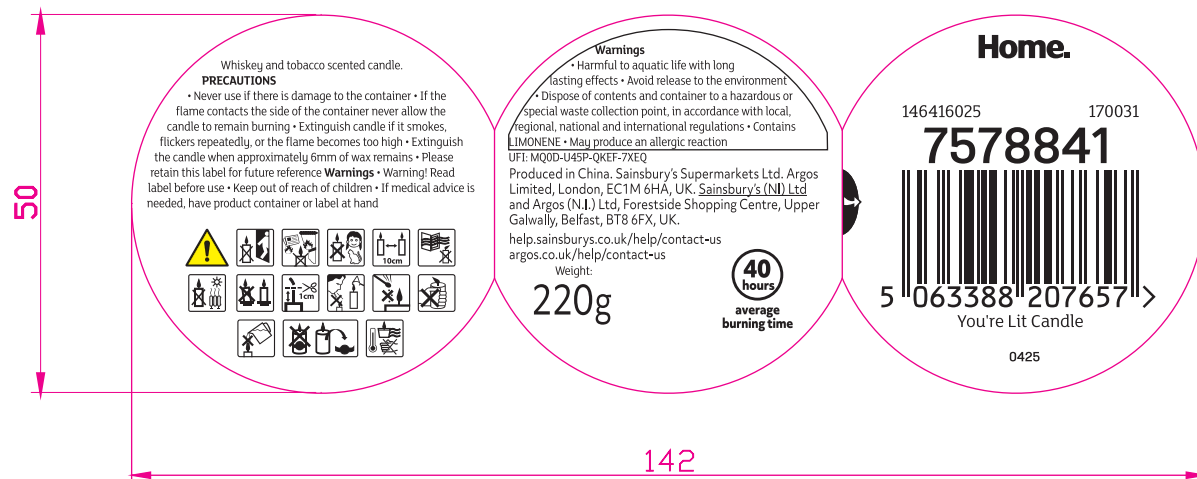 Whiskey and tobacco scented candle.
PRECAUTIONS
• Never use if there is damage to the container • If the
flame contacts the side of the container never allow the
candle to remain burning • Extinguish candle if it smokes,
flickers repeatedly, or the flame becomes too high • Extinguish
the candle when approximately 6mm of wax remains • Please
retain this label for future reference Warnings • Warning! Read
label before use • Keep out of reach of children • If medical advice is
needed, have product container or label at hand
10cm
1cm
Warnings
• Harmful to aquatic life with long
lasting effects • Avoid release to the environment
• Dispose of contents and container to a hazardous or
special waste collection point, in accordance with local,
regional, national and international regulations • Contains
LIMONENE • May produce an allergic reaction
UFI: MQ0D-U45P-QKEF-7XEQ
Produced in China. Sainsbury's Supermarkets Ltd. Argos
Limited, London, EC1M 6HA, UK. Sainsbury's (NI) Ltd
and Argos (N.I.) Ltd, Forestside Shopping Centre, Upper
Galwally, Belfast, BT8 6FX, UK.
help.sainsburys.co.uk/help/contact-us
argos.co.uk/help/contact-us
Weight:
220g
40
hours
average
burning time
Home.
146416025 170031
7578841
5 063388 207657 >
You're Lit Candle
0425
50
142